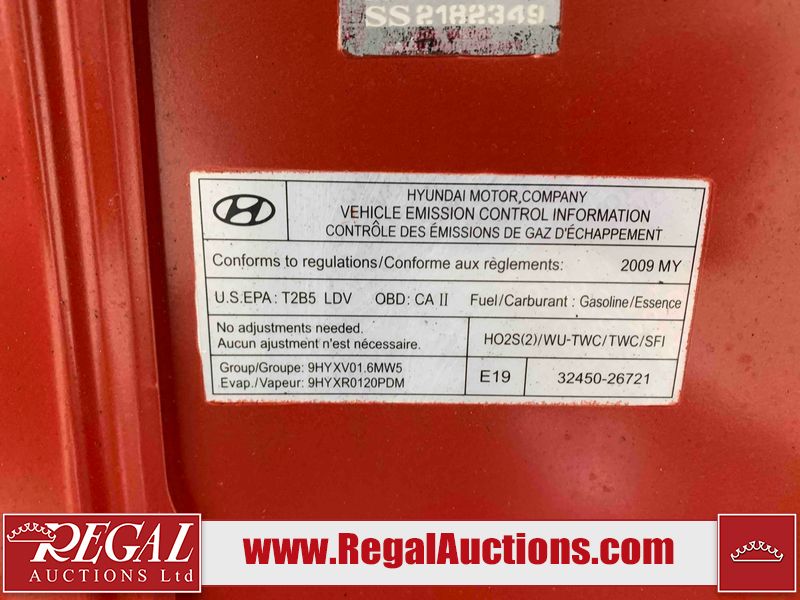 SS2182349
HYUNDAI MOTOR,COMPANY
VEHICLE EMISSION CONTROL INFORMATION
CONTRÔLE DES ÉMISSIONS DE GAZ D'ÉCHAPPEMENT
Conforms to regulations/Conforme aux règlements: 2009 MY
U.S.EPA: T2B5 LDV OBD: CA II Fuel/Carburant: Gasoline/Essence
No adjustments needed.
Aucun ajustement n'est nécessaire.
HO2S(2)/WU-TWC/TWC/SFI
Group/Groupe: 9HYXV01.6MW5
Evap./Vapeur: 9HYXR0120PDM
E19 32450-26721
REGAL
AUCTIONS Ltd
www.RegalAuctions.com